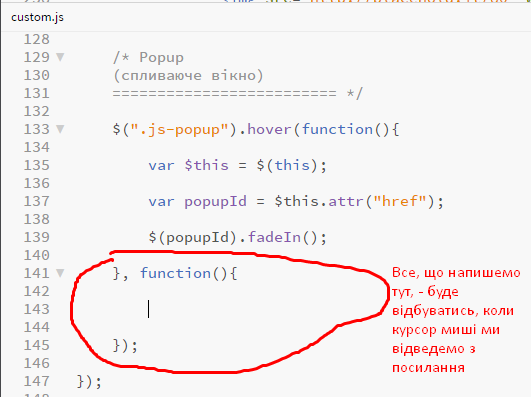 custom.js
128
129 /* Popup
130 (спливаюче вікно)
131 ========================= */
132
133 $(".js-popup").hover(function(){
134
135 var $this = $(this);
136
137 var popupId = $this.attr("href");
138
139 $(popupId).fadeIn();
140
141 }, function(){
142
143
144
145 });
146
147 });
Все, що напишемо
тут, - буде
відбуватись, коли
курсор миші ми
відведемо з
посилання